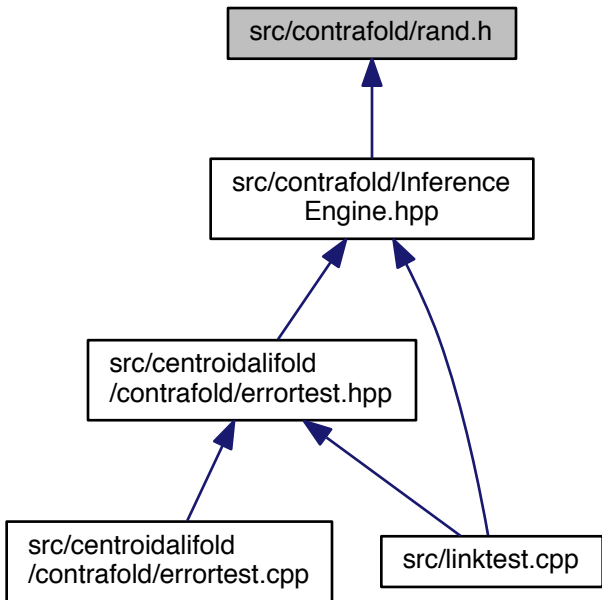 src/contrafold/rand.h
src/contrafold/Inference
Engine.hpp
src/centroidalifold
/contrafold/errortest.hpp
src/centroidalifold
/contrafold/errortest.cpp
src/linktest.cpp